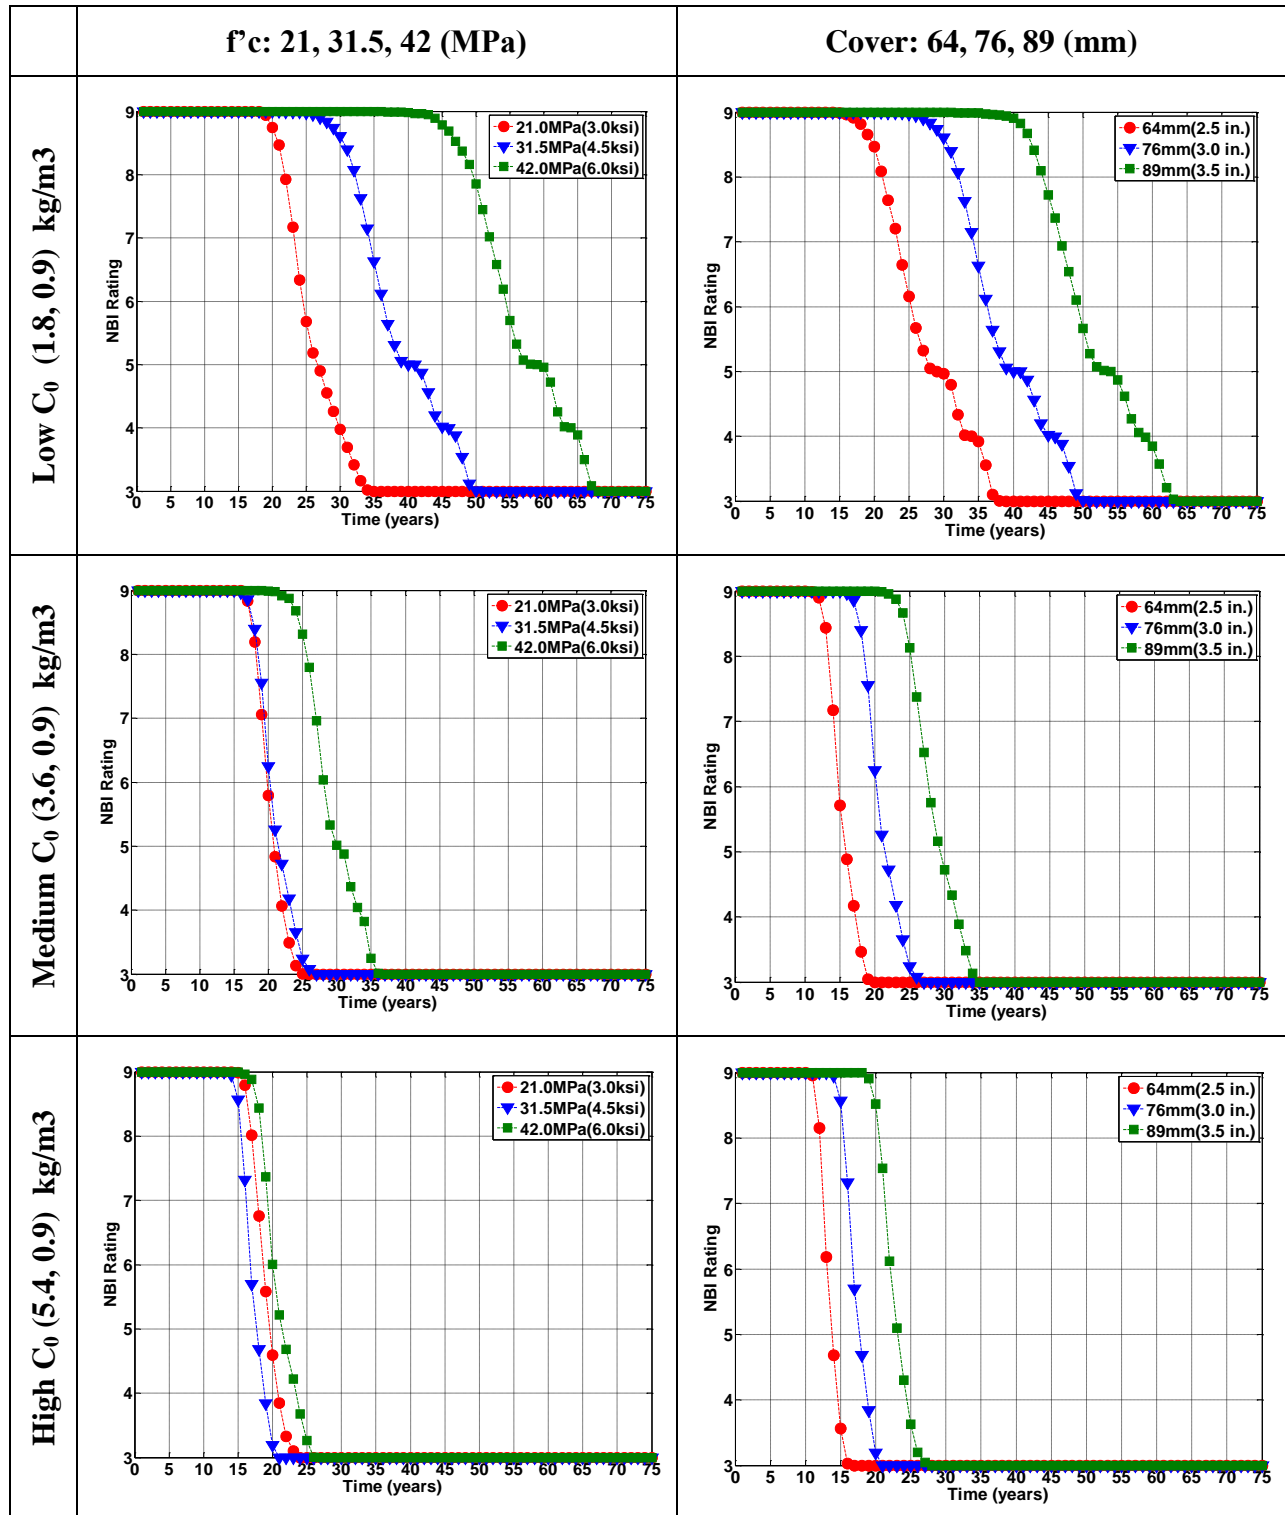 f’c: 21, 31.5, 42 (MPa)
Cover: 64, 76, 89 (mm)
Low C₀ (1.8, 0.9) kg/m3
9
8
7
6
5
4
3
NBI Rating
0 5 10 15 20 25 30 35 40 45 50 55 60 65 70 75
Time (years)
21.0MPa(3.0ksi)
31.5MPa(4.5ksi)
42.0MPa(6.0ksi)
9
8
7
6
5
4
3
NBI Rating
0 5 10 15 20 25 30 35 40 45 50 55 60 65 70 75
Time (years)
64mm(2.5 in.)
76mm(3.0 in.)
89mm(3.5 in.)
Medium C₀ (3.6, 0.9) kg/m3
9
8
7
6
5
4
3
NBI Rating
0 5 10 15 20 25 30 35 40 45 50 55 60 65 70 75
Time (years)
21.0MPa(3.0ksi)
31.5MPa(4.5ksi)
42.0MPa(6.0ksi)
9
8
7
6
5
4
3
NBI Rating
0 5 10 15 20 25 30 35 40 45 50 55 60 65 70 75
Time (years)
64mm(2.5 in.)
76mm(3.0 in.)
89mm(3.5 in.)
High C₀ (5.4, 0.9) kg/m3
9
8
7
6
5
4
3
NBI Rating
0 5 10 15 20 25 30 35 40 45 50 55 60 65 70 75
Time (years)
21.0MPa(3.0ksi)
31.5MPa(4.5ksi)
42.0MPa(6.0ksi)
9
8
7
6
5
4
3
NBI Rating
0 5 10 15 20 25 30 35 40 45 50 55 60 65 70 75
Time (years)
64mm(2.5 in.)
76mm(3.0 in.)
89mm(3.5 in.)